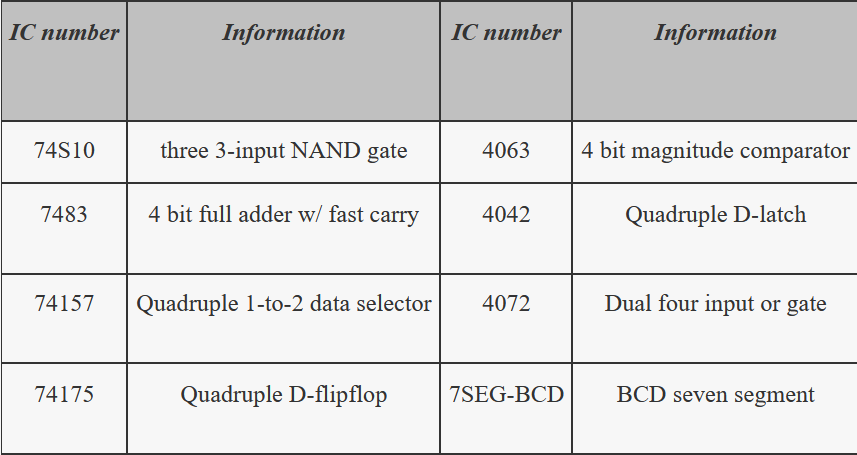 IC number Information IC number Information
74S10 three 3-input NAND gate 4063 4 bit magnitude comparator
7483 4 bit full adder w/ fast carry 4042 Quadruple D-latch
74157 Quadruple 1-to-2 data selector 4072 Dual four input or gate
74175 Quadruple D-flipflop 7SEG-BCD BCD seven segment